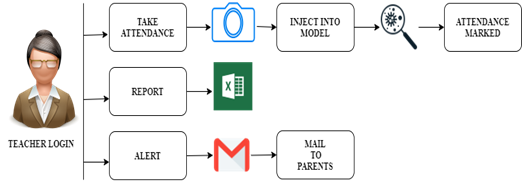 TAKE
ATTENDANCE
INJECT INTO
MODEL
ATTENDANCE
MARKED
REPORT
TEACHER LOGIN
ALERT
MAIL
TO
PARENTS